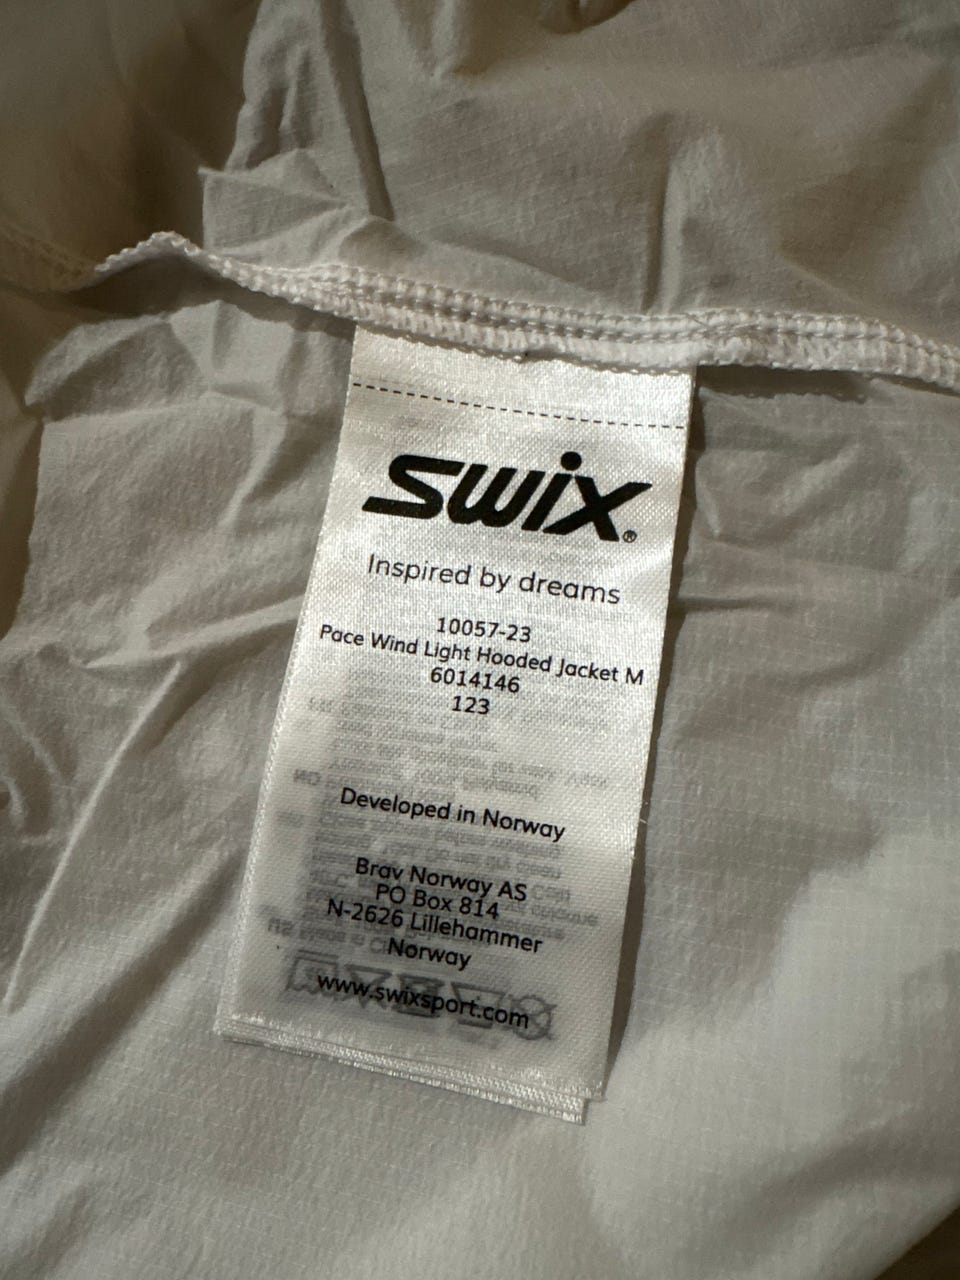 swix®
Inspired by dreams
10057-23
Pace Wind Light Hooded Jacket M
6014146
123
Developed in Norway
Brav Norway AS
PO Box 814
N-2626 Lillehammer
Norway
www.swixsport.com